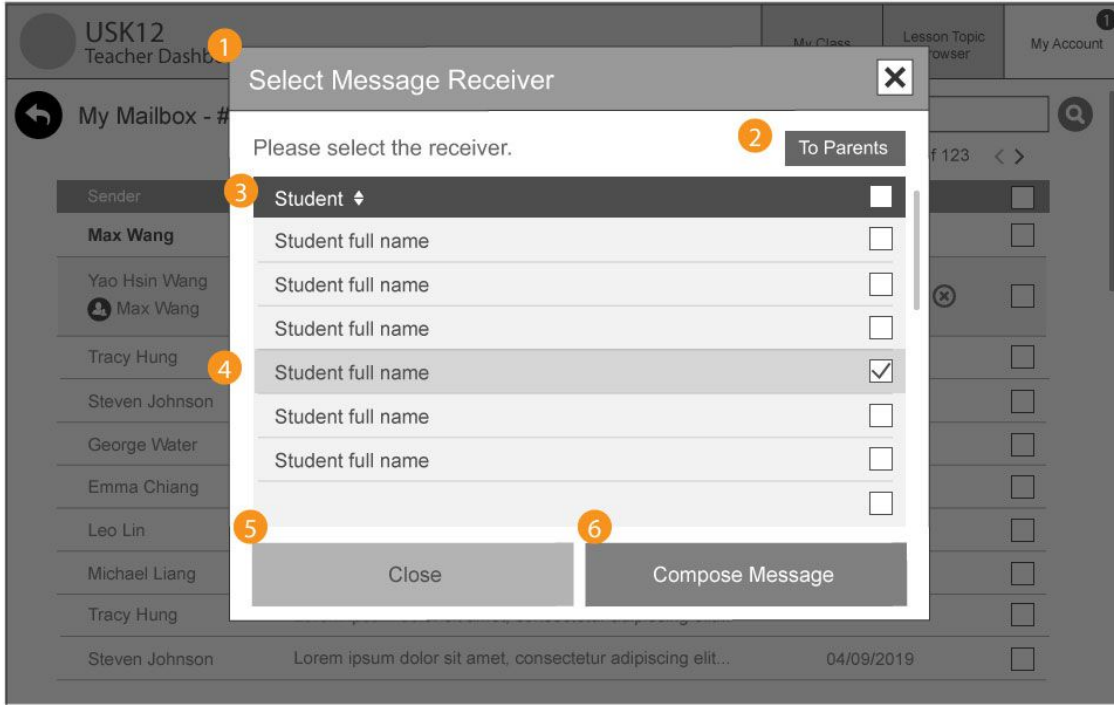 USK12
Teacher Dashbo
My Class
Lesson Topic
rowser
1
My Account
1
Select Message Receiver
My Mailbox - #
Please select the receiver.
2
To Parents
f 123
3
Student
Sender
Student full name
Max Wang
Student full name
Yao Hsin Wang
Max Wang
Student full name
4
Student full name
Tracy Hung
Student full name
Steven Johnson
Student full name
George Water
Emma Chiang
5
Close
6
Compose Message
Leo Lin
Michael Liang
Tracy Hung
Steven Johnson
Lorem ipsum dolor sit amet, consectetur adipiscing elit...
04/09/2019